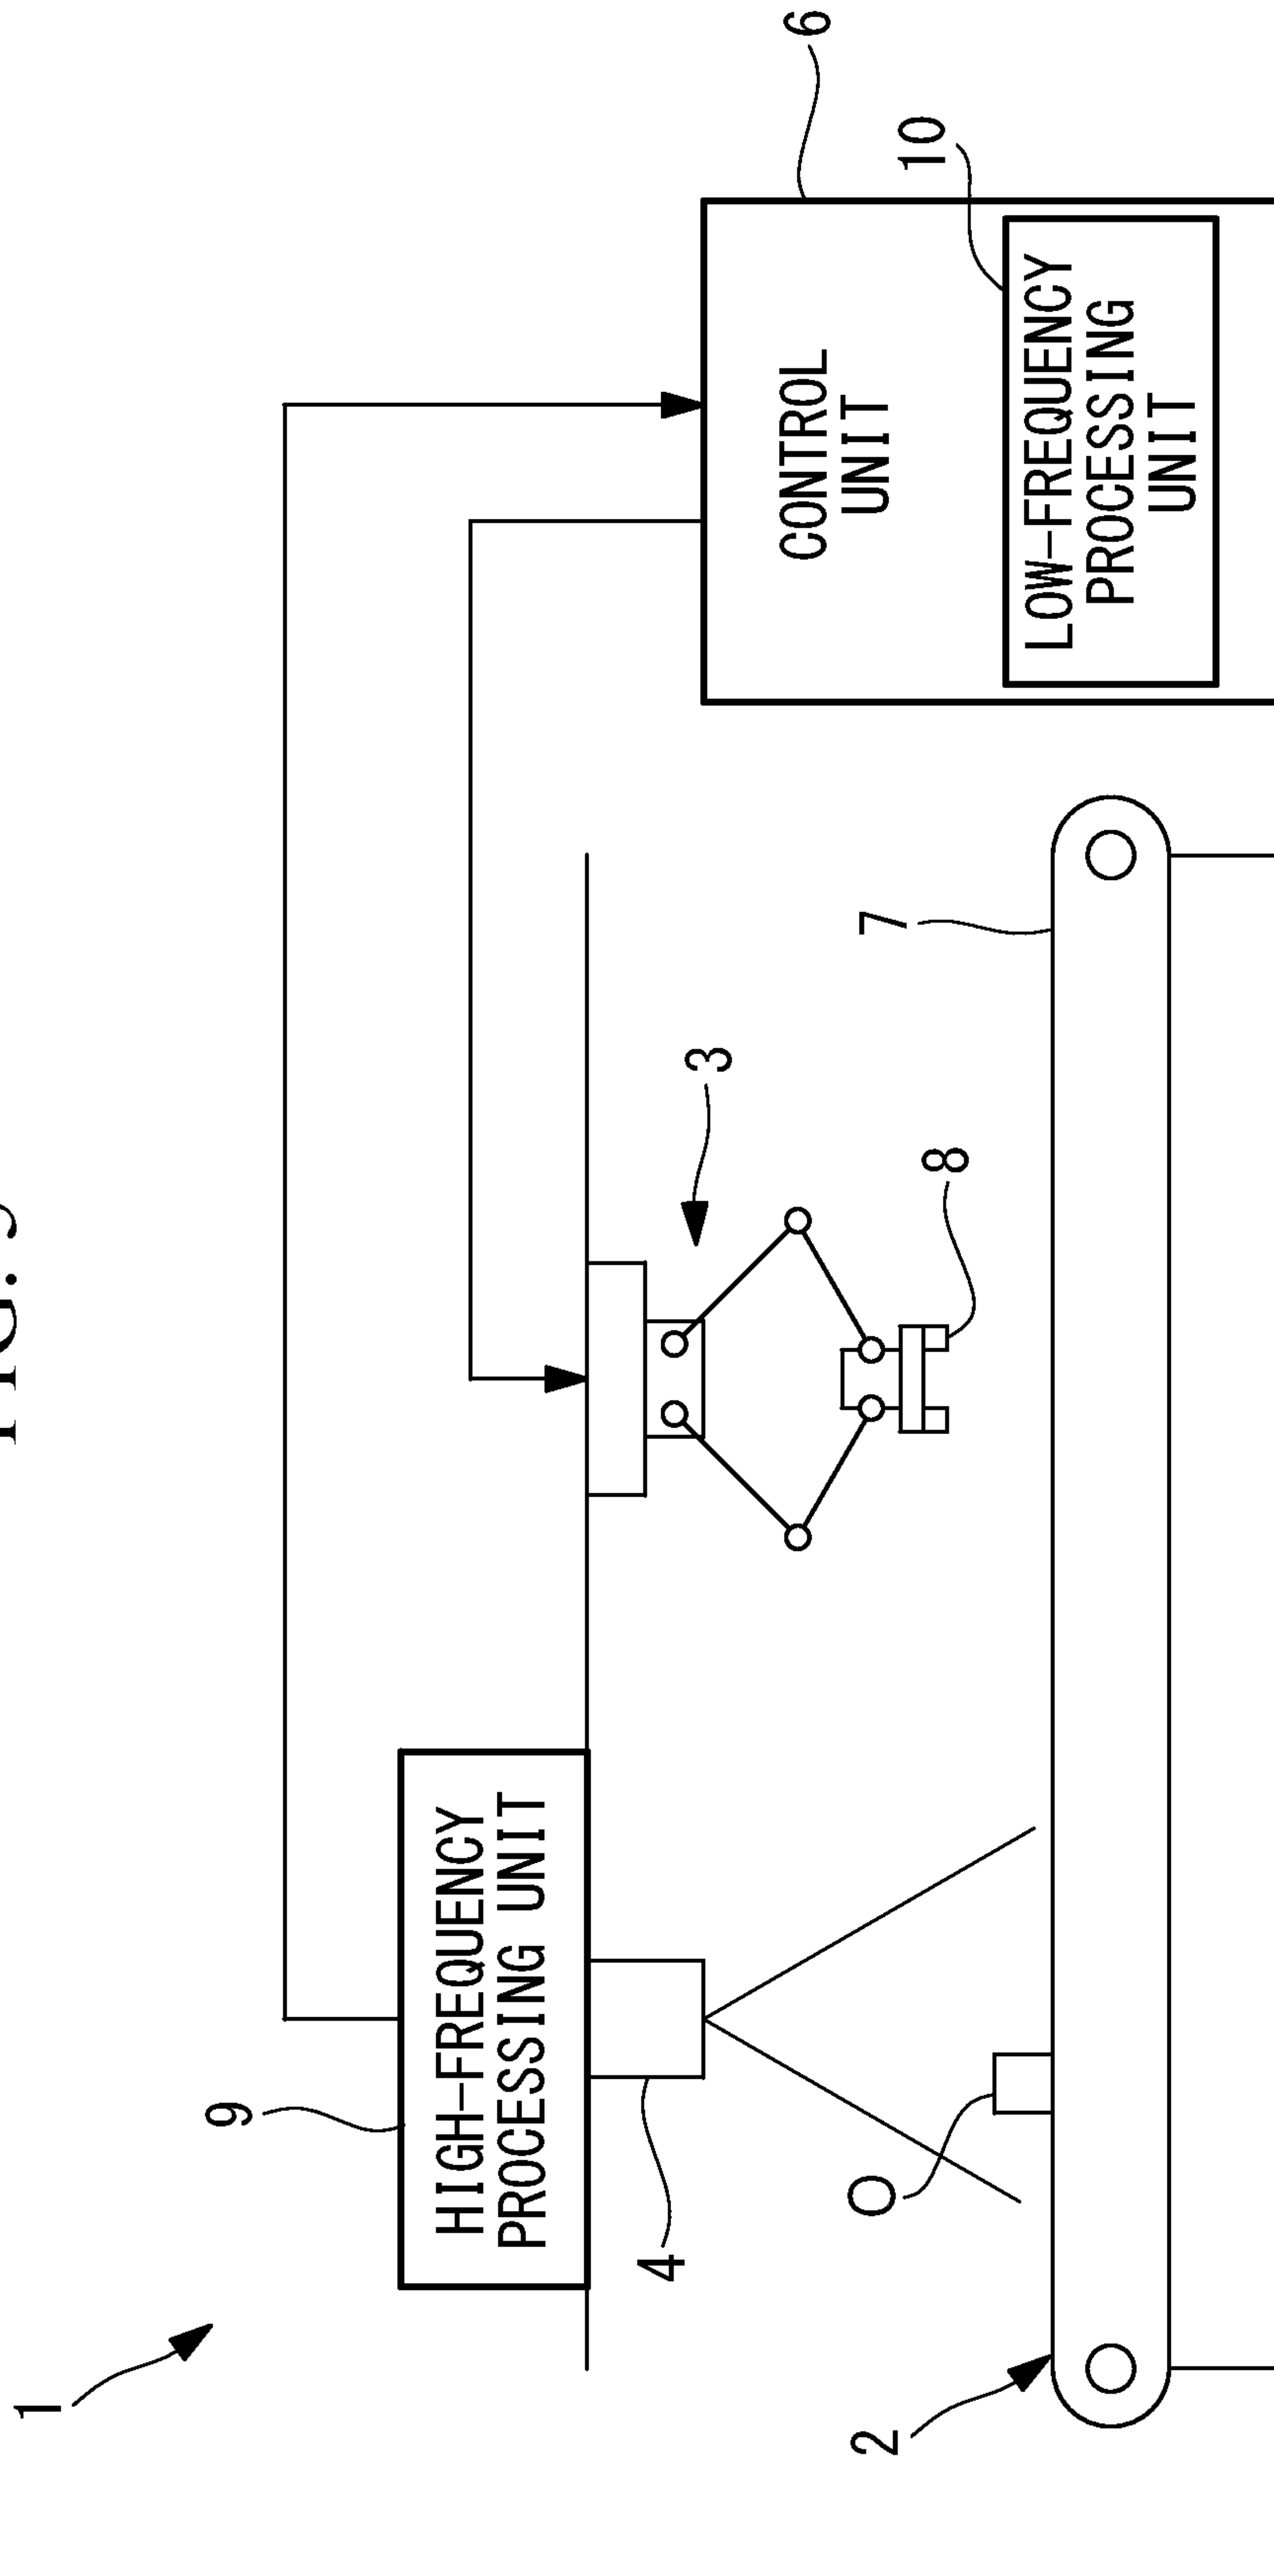 FIG.
1
9
HIGH-FREQUENCY
PROCESSING UNIT
4
3
6
CONTROL
UNIT
2
O
7
8
10
LOW-FREQUENCY
PROCESSING
UNIT